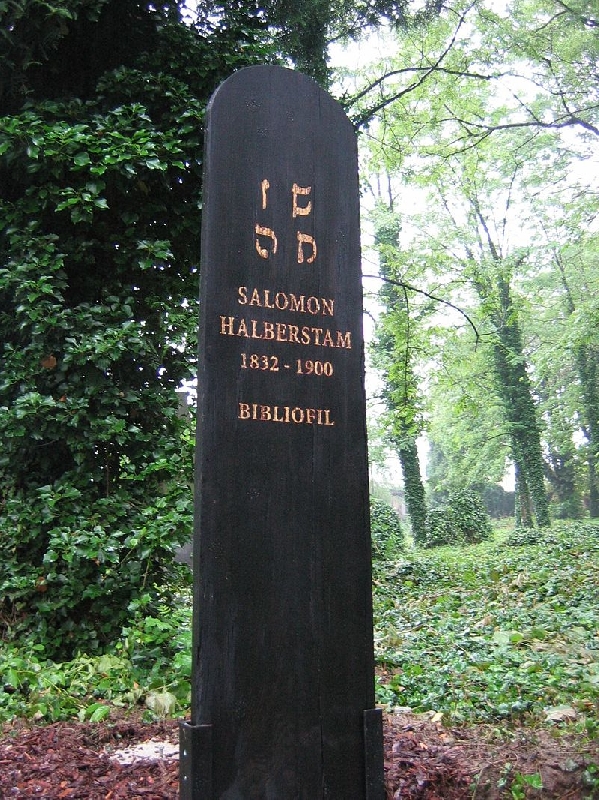 ש ז
ח ה
SALOMON
HALBERSTAM
1832 - 1900
BIBLIOFIL